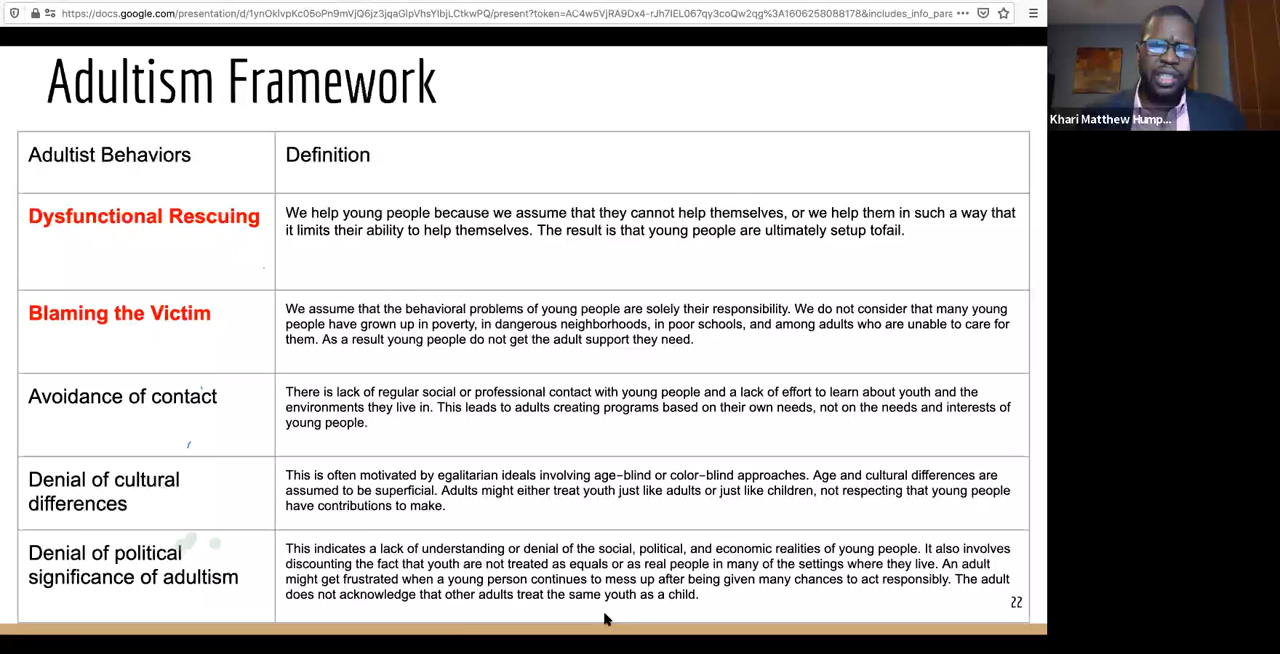 https://docs.google.com/presentation/d/1ynOklvpKc05oPn9mVjQ6jz3jqaGlpVhsYlbjLCtkwPQ/present?token=AC4w5VjRA9Dx4-rJh7IEL067qy3coQw2qg%3A1606258088178&includes_info_para
Adultism Framework
Adultist Behaviors
Definition
Dysfunctional Rescuing
We help young people because we assume that they cannot help themselves, or we help them in such a way that
it limits their ability to help themselves. The result is that young people are ultimately setup tofail.
Blaming the Victim
We assume that the behavioral problems of young people are solely their responsibility. We do not consider that many young
people have grown up in poverty, in dangerous neighborhoods, in poor schools, and among adults who are unable to care for
them. As a result young people do not get the adult support they need.
Avoidance of contact
There is lack of regular social or professional contact with young people and a lack of effort to learn about youth and the
environments they live in. This leads to adults creating programs based on their own needs, not on the needs and interests of
young people.
Denial of cultural
differences
This is often motivated by egalitarian ideals involving age-blind or color-blind approaches. Age and cultural differences are
assumed to be superficial. Adults might either treat youth just like adults or just like children, not respecting that young people
have contributions to make.
Denial of political
significance of adultism
This indicates a lack of understanding or denial of the social, political, and economic realities of young people. It also involves
discounting the fact that youth are not treated as equals or as real people in many of the settings where they live. An adult
might get frustrated when a young person continues to mess up after being given many chances to act responsibly. The adult
does not acknowledge that other adults treat the same youth as a child.
22
Khari Matthew Hump...